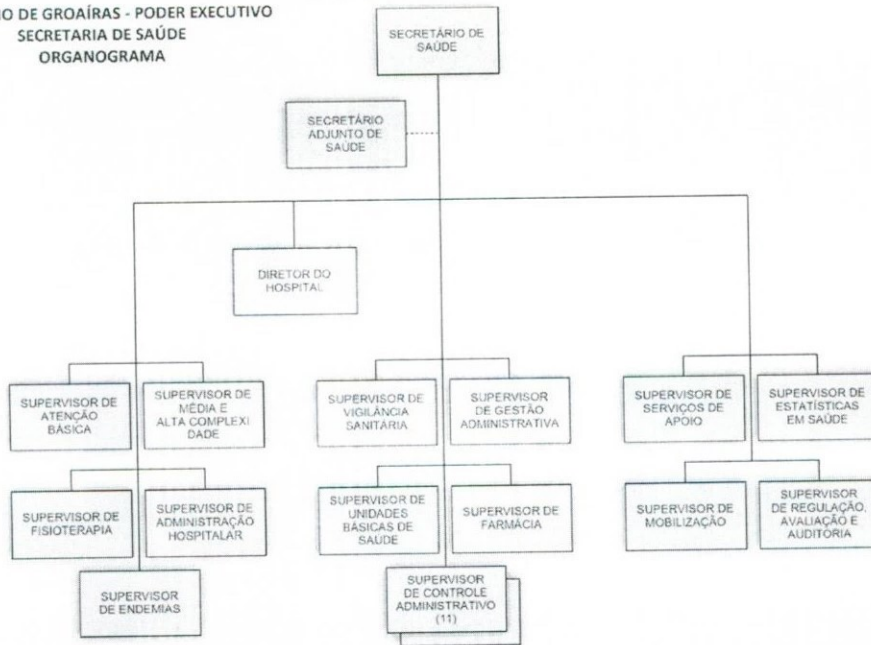 IO DE GROAÍRAS - PODER EXECUTIVO
SECRETARIA DE SAÚDE
ORGANOGRAMA
SECRETÁRIO DE
SAÚDE
SECRETÁRIO
ADJUNTO DE
SAÚDE
DIRETOR DO
HOSPITAL
SUPERVISOR DE
ATENÇÃO
BÁSICA
SUPERVISOR DE
MÉDIA E
ALTA COMPLEXI
DADE
SUPERVISOR DE
VIGILÂNCIA
SANITÁRIA
SUPERVISOR
DE GESTÃO
ADMINISTRATIVA
SUPERVISOR DE
SERVIÇOS DE
APOIO
SUPERVISOR DE
ESTATÍSTICAS
EM SAÚDE
SUPERVISOR DE
FISIOTERAPIA
SUPERVISOR DE
ADMINISTRAÇÃO
HOSPITALAR
SUPERVISOR DE
UNIDADES
BÁSICAS DE
SAÚDE
SUPERVISOR DE
FARMÁCIA
SUPERVISOR DE
MOBILIZAÇÃO
SUPERVISOR
DE REGULAÇÃO,
AVALIAÇÃO E
AUDITORIA
SUPERVISOR
DE ENDEMIAS
SUPERVISOR
DE CONTROLE
ADMINISTRATIVO
(11)